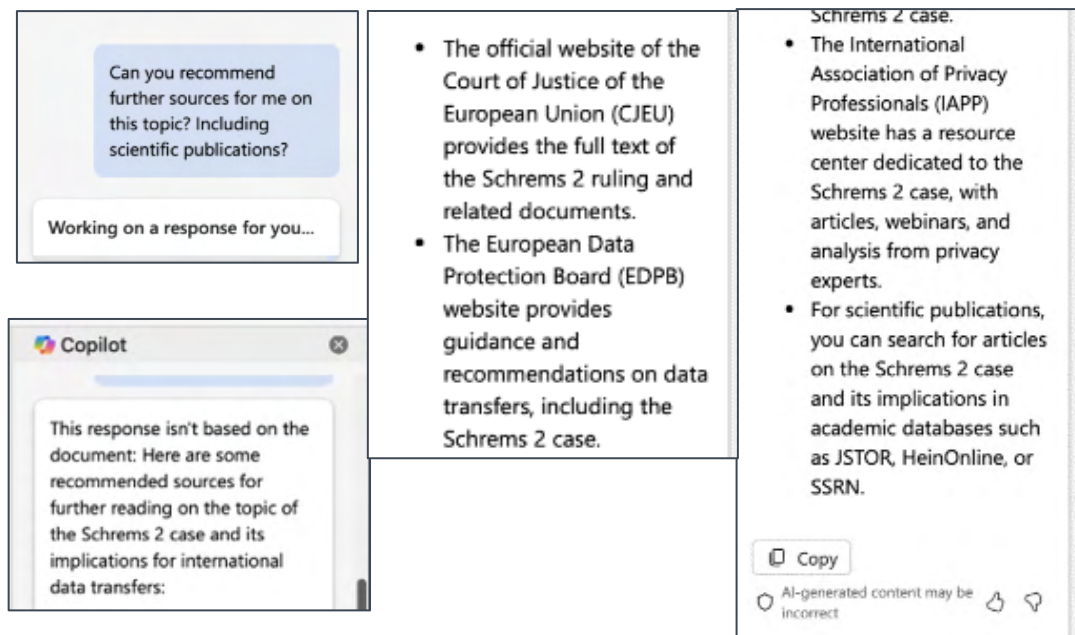 Can you recommend
further sources for me on
this topic? Including
scientific publications?
Working on a response for you...
Copilot
This response isn't based on the
document: Here are some
recommended sources for
further reading on the topic of
the Schrems 2 case and its
implications for international
data transfers:
• The official website of the
Court of Justice of the
European Union (CJEU)
provides the full text of
the Schrems 2 ruling and
related documents.
• The European Data
Protection Board (EDPB)
website provides
guidance and
recommendations on data
transfers, including the
Schrems 2 case.
Schrems 2 case.
• The International
Association of Privacy
Professionals (IAPP)
website has a resource
center dedicated to the
Schrems 2 case, with
articles, webinars, and
analysis from privacy
experts.
• For scientific publications,
you can search for articles
on the Schrems 2 case
and its implications in
academic databases such
as JSTOR, HeinOnline, or
SSRN.
Copy
AI-generated content may be
incorrect